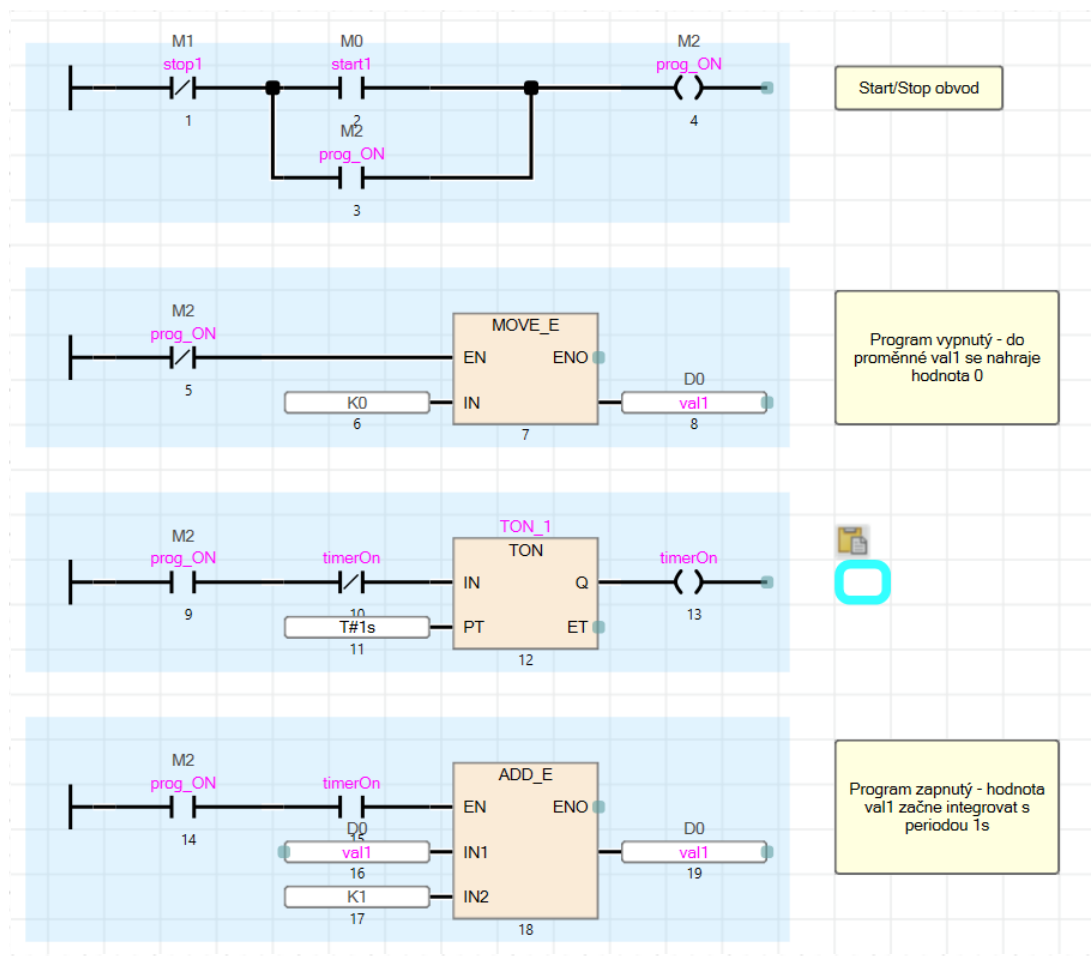 M1
M0
M2
stop1
start1
prog_ON
Start/Stop obvod
1
2
4
M2
prog_ON
3
M2
prog_ON
5
MOVE_E
EN
ENO
K0
IN
D0
val1
6
7
8
Program vypnutý - do
proměnné val1 se nahraje
hodnota 0
M2
prog_ON
timerOn
TON_1
TON
timerOn
IN
Q
9
10
13
T#1s
PT
ET
11
12
M2
prog_ON
timerOn
ADD_E
EN
ENO
14
15
D0
val1
IN1
D0
val1
16
19
K1
IN2
17
18
Program zapnutý - hodnota
val1 začne integrovat s
periodou 1s